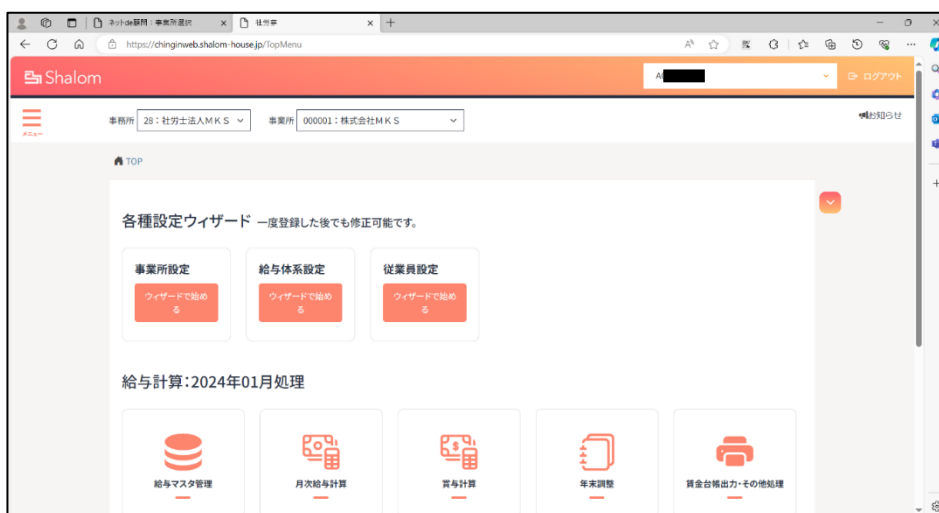 ネットde顧問：事業所選択
社労夢
https://chinginweb.shalom-house.jp/TopMenu
Shalom
ログアウト
メニュー
事務所 28：社労士法人ＭＫＳ 事業所 000001：株式会社ＭＫＳ
お知らせ
TOP
各種設定ウィザード 一度登録した後でも修正可能です。
事業所設定 給与体系設定 従業員設定
ウィザードで始め ウィザードで始め ウィザードで始め
る る る
給与計算：2024年01月処理
給与マスタ管理 月次給与計算 賞与計算 年末調整 賃金台帳出力・その他処理